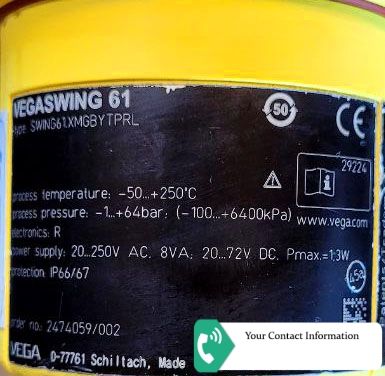 VEGASWING 61
type: SWING61.XMGBYTPRL
50
CE
29224
i
process temperature: -50...+250°C
process pressure: -1...+64bar; (-100...+6400kPa)
www.vega.com
electronics: R
power supply: 20...250V AC, 8VA; 20...72V DC, Pmax.=1,3W
protection: IP66/67
order no.: 2474059/002
VEGA D-77761 Schiltach, Made
Your Contact Information